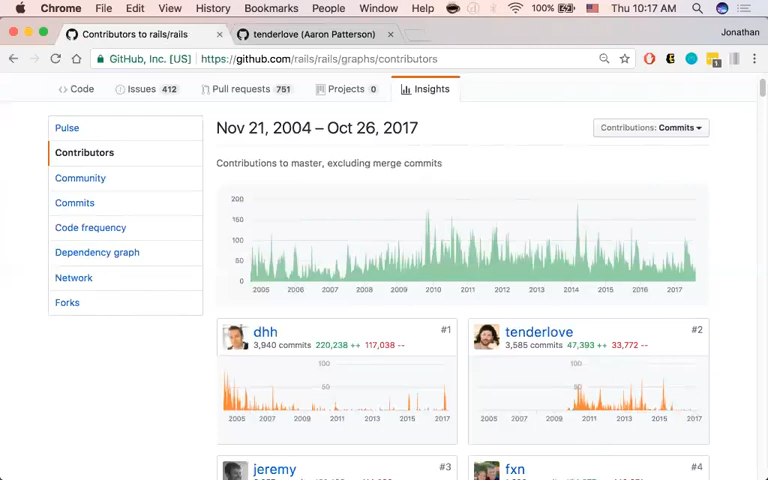 Chrome File Edit View History Bookmarks People Window Help 100% Thu 10:17 AM
Contributors to rails/rails × tenderlove (Aaron Patterson) × Jonathan
GitHub, Inc. [US] https://github.com/rails/rails/graphs/contributors
Code Issues 412 Pull requests 751 Projects 0 Insights
Pulse
Contributors
Community
Commits
Code frequency
Dependency graph
Network
Forks
Nov 21, 2004 – Oct 26, 2017
Contributions: Commits
Contributions to master, excluding merge commits
200
150
100
50
0
2005 2006 2007 2008 2009 2010 2011 2012 2013 2014 2015 2016 2017
dhh #1
3,940 commits 220,238 ++ 117,038 --
100
50
2005 2007 2009 2011 2013 2015 2017
tenderlove #2
3,585 commits 47,393 ++ 33,772 --
100
50
2005 2007 2009 2011 2013 2015 2017
jeremy #3
fxn #4